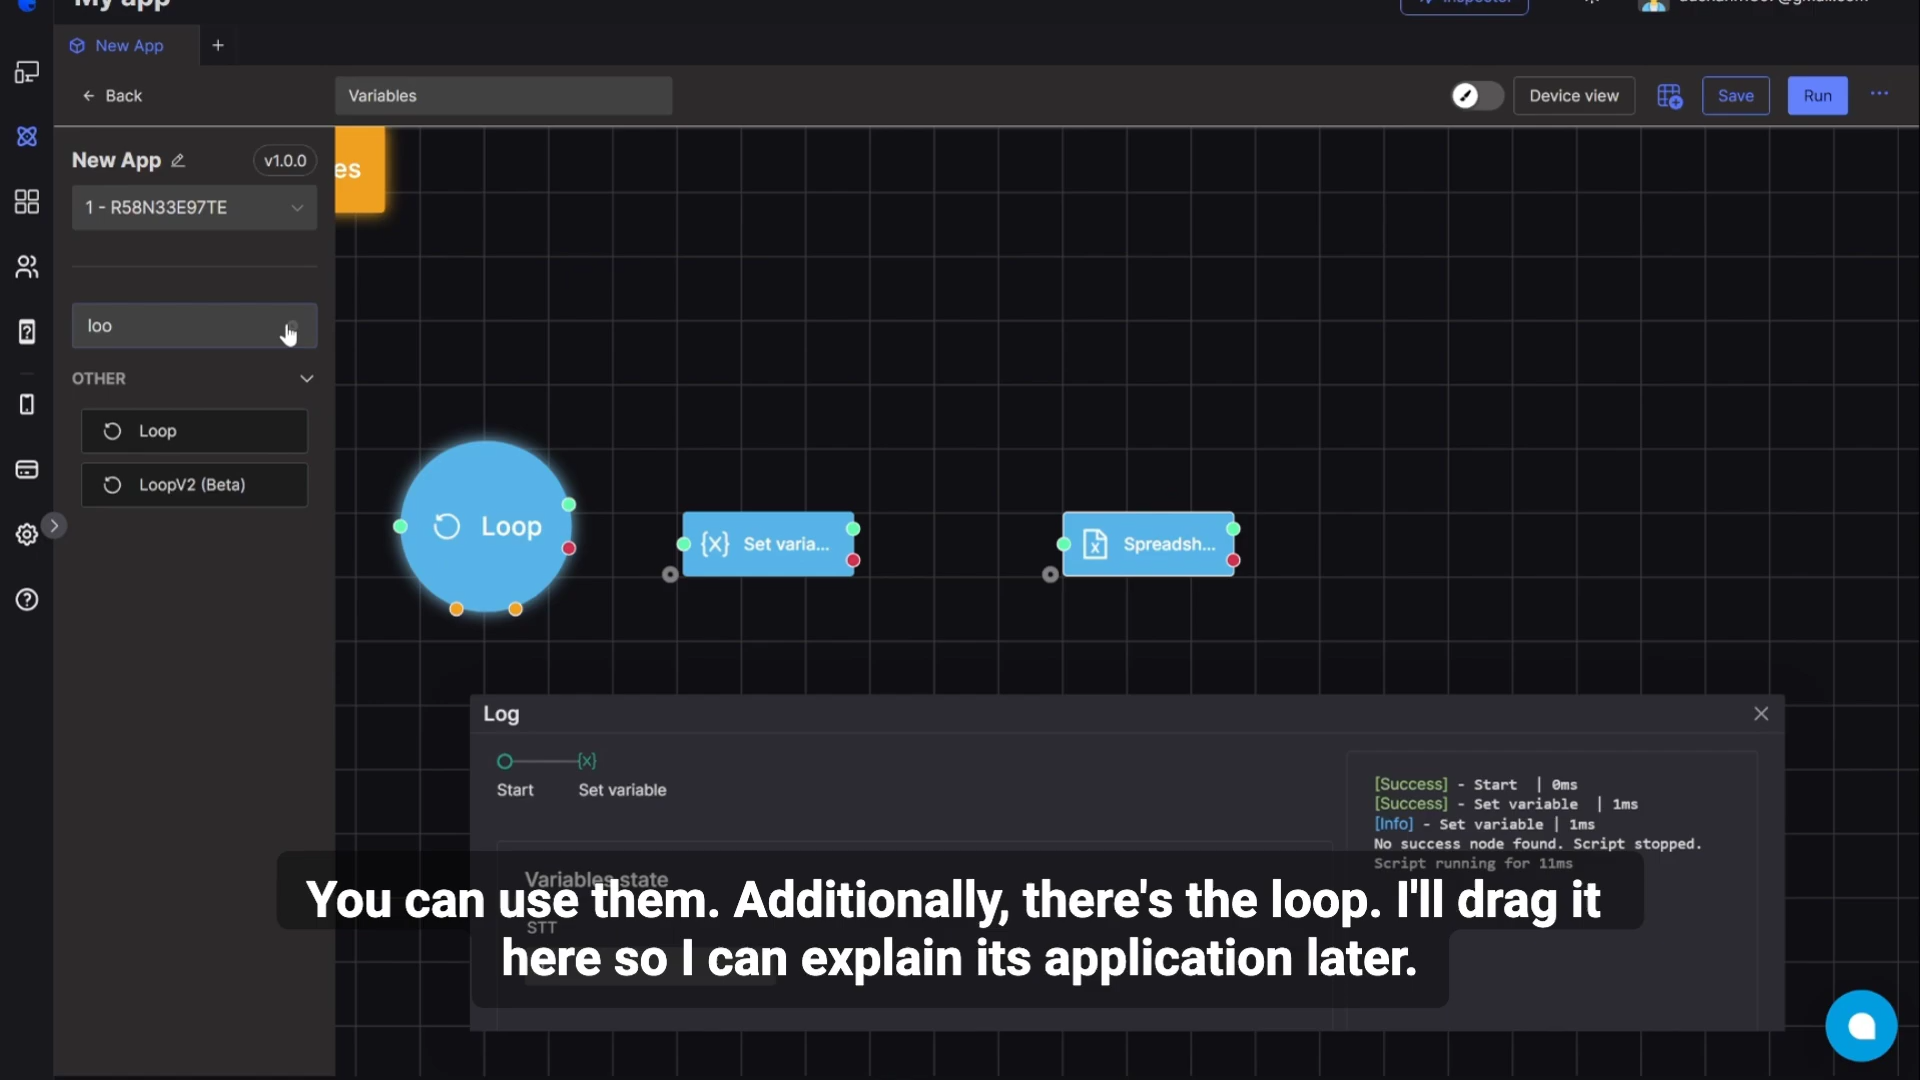 My app
Inspector
New App
+
Back
Variables
Device view
Save
Run
New App
v1.0.0
es
1 - R58N33E97TE
loo
OTHER
Loop
LoopV2 (Beta)
Loop
{x} Set varia...
Spreadsh...
Log
{x}
Start
Set variable
[Success] - Start | 0ms
[Success] - Set variable | 1ms
[Info] - Set variable | 1ms
No success node found. Script stopped.
Script running for 11ms
Variables state
STT
You can use them. Additionally, there's the loop. I'll drag it
here so I can explain its application later.